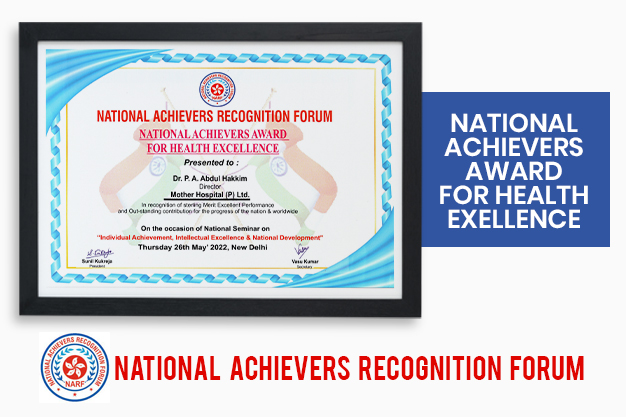 NATIONAL ACHIEVERS RECOGNITION FORUM
NATIONAL ACHIEVERS AWARD
FOR HEALTH EXCELLENCE
Presented to :
Dr. P. A. Abdul Hakkim
Director
Mother Hospital (P) Ltd.
In recognition of sterling Merit Excellent Performance
and Out-standing contribution for the progress of the nation & worldwide
On the occasion of National Seminar on
"Individual Achievement, Intellectual Excellence & National Development"
Thursday 26th May' 2022, New Delhi
Sunil Kukreja
President
Vasu Kumar
Secretary
NATIONAL
ACHIEVERS
AWARD
FOR HEALTH
EXELLENCE
NATIONAL ACHIEVERS RECOGNITION FORUM
NARF
NATIONAL ACHIEVERS RECOGNITION FORUM